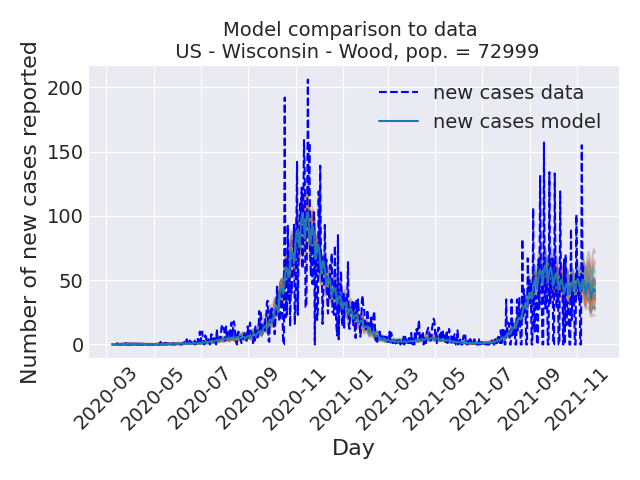 Model comparison to data
US - Wisconsin - Wood, pop. = 72999
Number of new cases reported
200
150
100
50
0
new cases data
new cases model
2020-03
2020-05
2020-07
2020-09
2020-11
2021-01
2021-03
2021-05
2021-07
2021-09
2021-11
Day